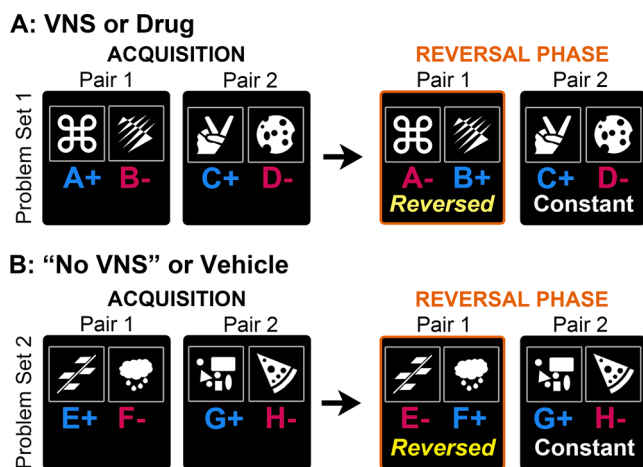 A: VNS or Drug
ACQUISITION REVERSAL PHASE
Pair 1 Pair 2 Pair 1 Pair 2
Problem Set 1
A+ B- C+ D- A- B+ C+ D-
Reversed Constant
B: “No VNS” or Vehicle
ACQUISITION REVERSAL PHASE
Pair 1 Pair 2 Pair 1 Pair 2
Problem Set 2
E+ F- G+ H- E- F+ G+ H-
Reversed Constant